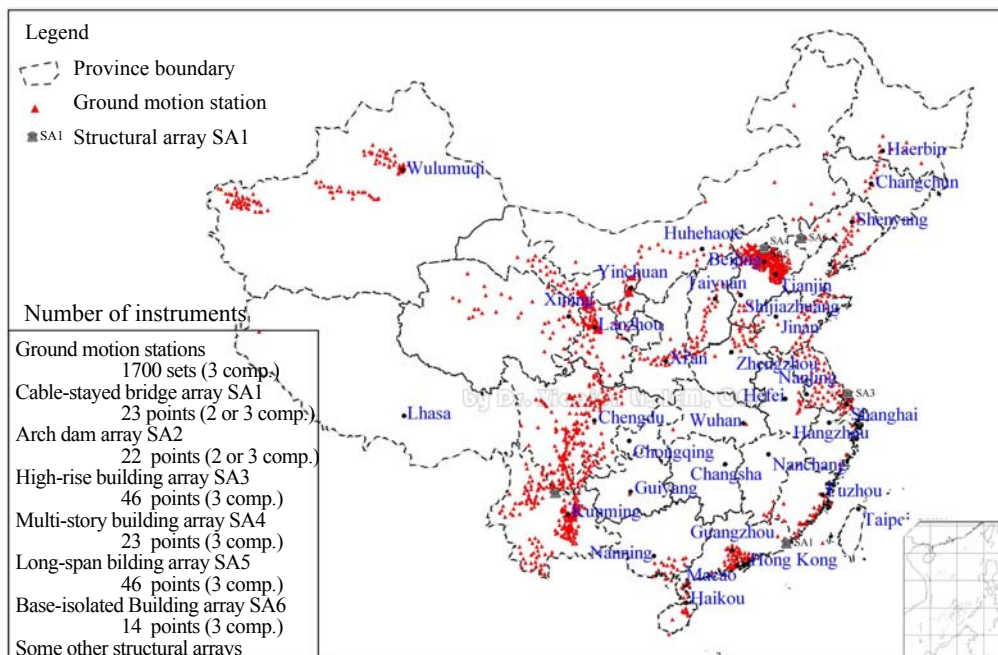 Legend
Province boundary
Ground motion station
SA1 Structural array SA1
Haerbin
Wulumuqi
Changchun
Shenyang
Huhehaote
SA4
Beijing
Yinchuan
Taiyuan
Tianjin
Xining
Shijiazhuang
Lanzhou
Jinan
Xi'an
Zhengzhou
Nanjing
Hefei
SA3
Lhasa
Chengdu
Wuhan
Shanghai
Hangzhou
Chongqing
Changsha
Nanchang
Guiyang
Fuzhou
Kunming
Taipei
Guangzhou
SA1
Nanning
Hong Kong
Macao
Haikou
Number of instruments
Ground motion stations
1700 sets (3 comp.)
Cable-stayed bridge array SA1
23 points (2 or 3 comp.)
Arch dam array SA2
22 points (2 or 3 comp.)
High-rise building array SA3
46 points (3 comp.)
Multi-story building array SA4
23 points (3 comp.)
Long-span bilding array SA5
46 points (3 comp.)
Base-isolated Building array SA6
14 points (3 comp.)
Some other structural arrays